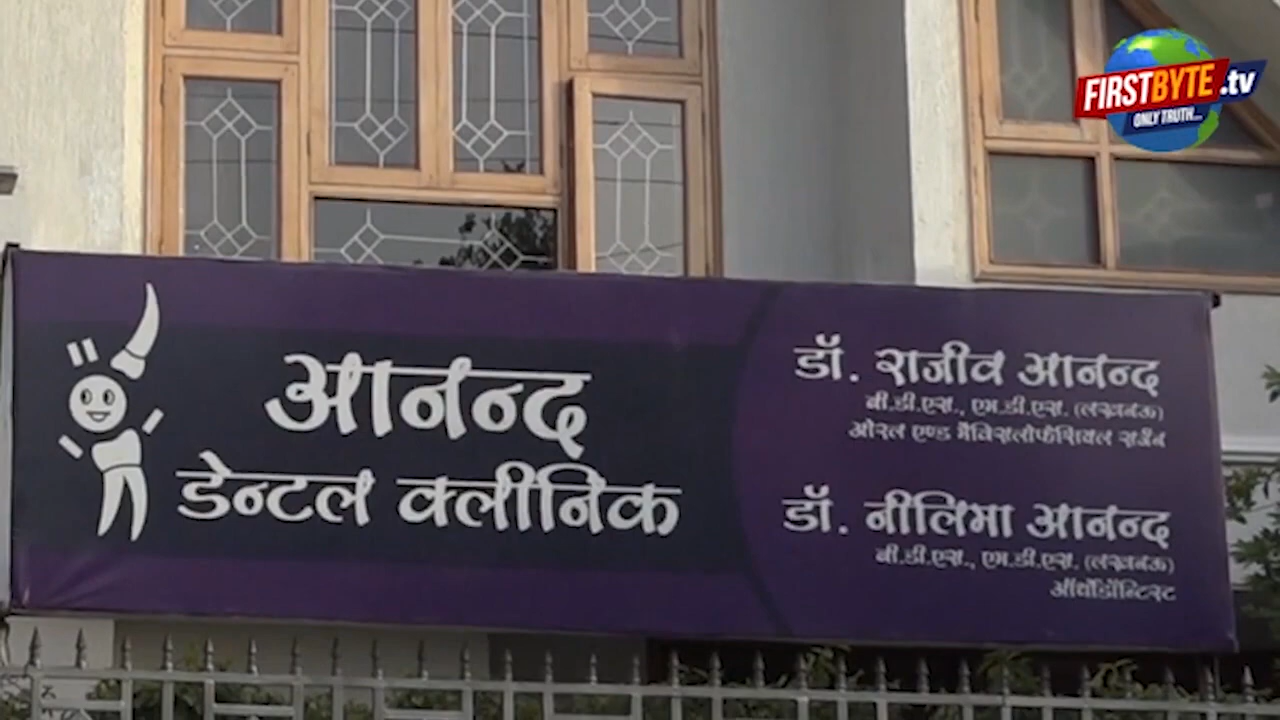 FIRSTBYTE.tv
ONLY TRUTH...
आनन्द
डेन्टल क्लीनिक
डॉ. राजीव आनन्द
बी.डी.एस., एम.डी.एस. (लखनऊ)
ओरल एण्ड मैक्सिलोफेसियल सर्जन
डॉ. नीलिमा आनन्द
बी.डी.एस., एम.डी.एस. (लखनऊ)
ऑर्थोडॉन्टिस्ट